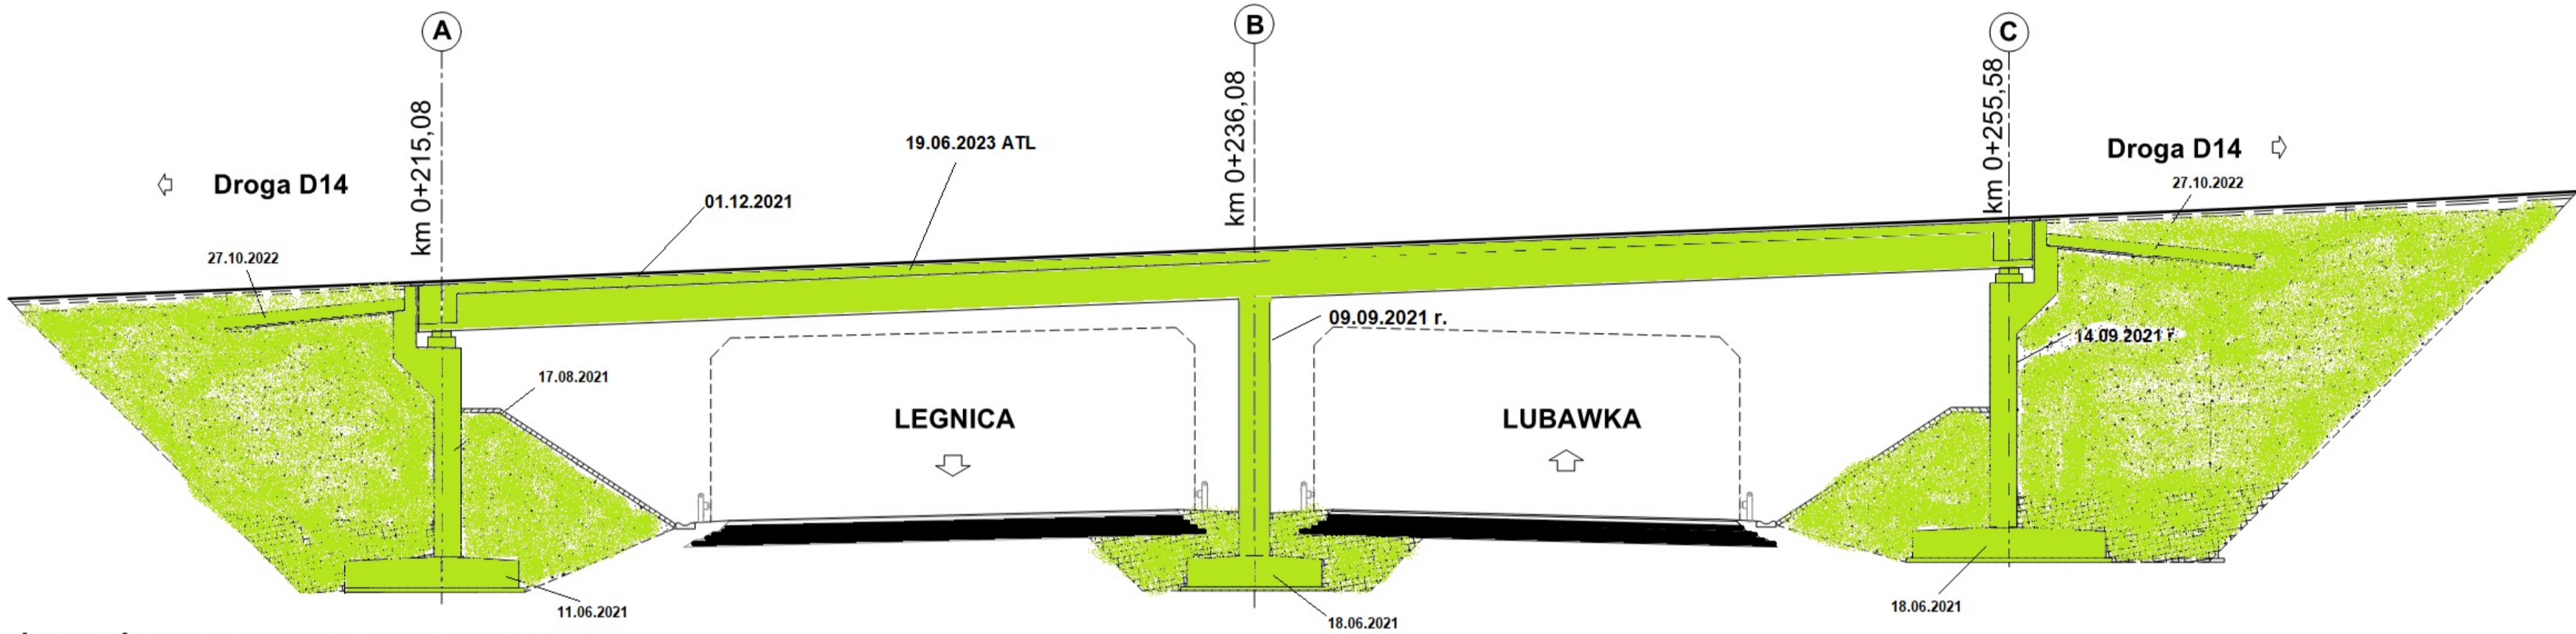 A
B
C
km 0+215,08
km 0+236,08
km 0+255,58
19.06.2023 ATL
Droga D14
Droga D14
27.10.2022
01.12.2021
27.10.2022
09.09.2021 r.
14.09.2021 r.
17.08.2021
LEGNICA
LUBAWKA
11.06.2021
18.06.2021
18.06.2021